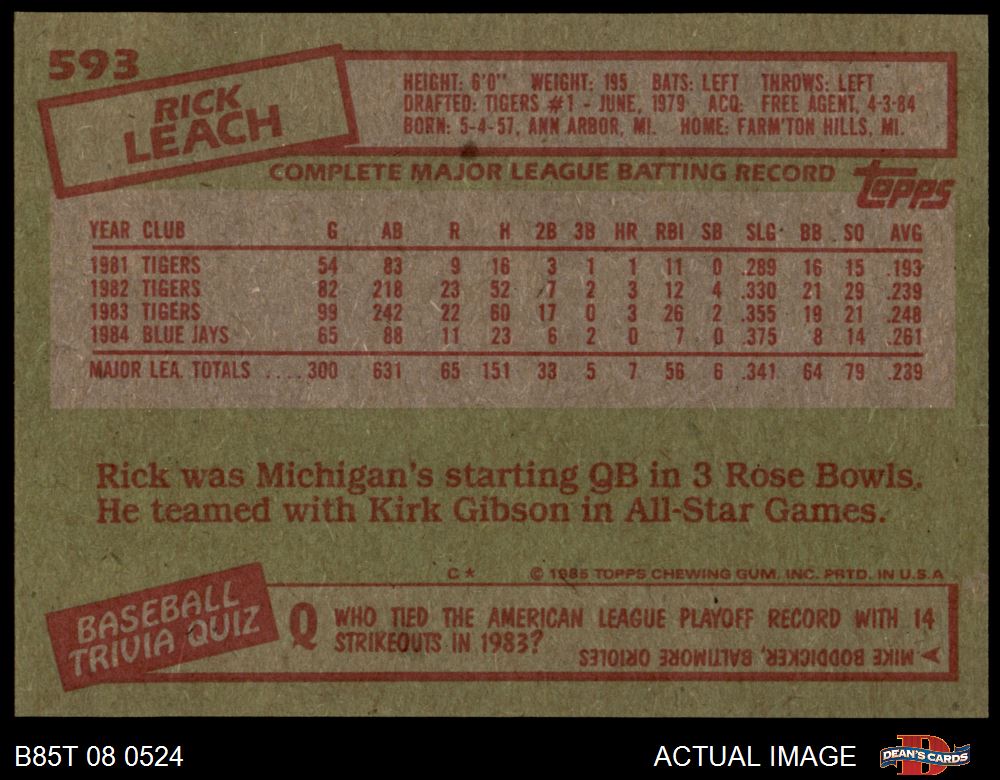 593
RICK
LEACH
HEIGHT: 6'0" WEIGHT: 195 BATS: LEFT THROWS: LEFT
DRAFTED: TIGERS #1 - JUNE, 1979 ACQ: FREE AGENT, 4-3-84
BORN: 5-4-57, ANN ARBOR, MI. HOME: FARM'TON HILLS, MI.
COMPLETE MAJOR LEAGUE BATTING RECORD
topps
YEAR CLUB G AB R H 2B 3B HR RBI SB SLG BB SO AVG
1981 TIGERS 54 83 9 16 3 1 1 11 0 .289 16 15 .193
1982 TIGERS 82 218 23 52 7 2 3 12 4 .330 21 29 .239
1983 TIGERS 99 242 22 60 17 0 3 26 2 .355 19 21 .248
1984 BLUE JAYS 65 88 11 23 6 2 0 7 0 .375 8 14 .261
MAJOR LEA. TOTALS .... 300 631 65 151 33 5 7 56 6 .341 64 79 .239
Rick was Michigan's starting QB in 3 Rose Bowls.
He teamed with Kirk Gibson in All-Star Games.
C* © 1985 TOPPS CHEWING GUM, INC. PRTD. IN U.S.A
BASEBALL
TRIVIA QUIZ
Q WHO TIED THE AMERICAN LEAGUE PLAYOFF RECORD WITH 14
STRIKEOUTS IN 1983?
A MIKE BODDICKER, BALTIMORE ORIOLES
B85T 08 0524
ACTUAL IMAGE
D
DEAN'S CARDS